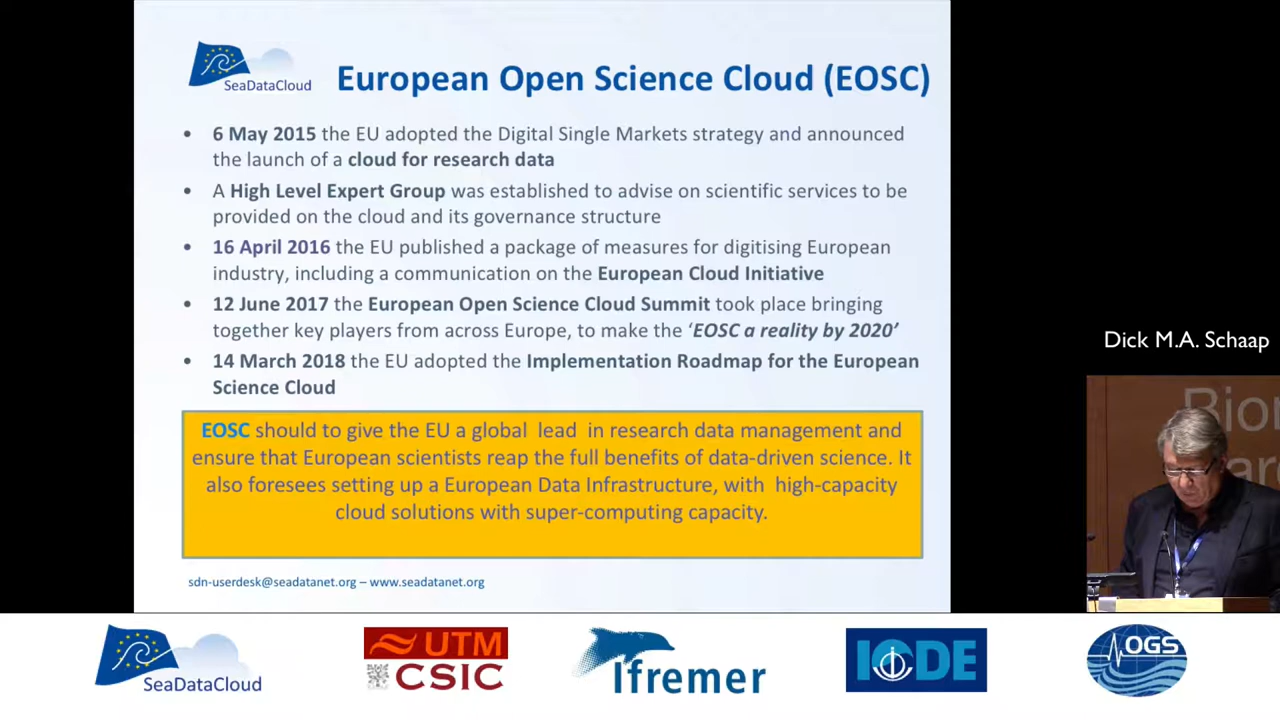 SeaDataCloud
European Open Science Cloud (EOSC)
• 6 May 2015 the EU adopted the Digital Single Markets strategy and announced
the launch of a cloud for research data
• A High Level Expert Group was established to advise on scientific services to be
provided on the cloud and its governance structure
• 16 April 2016 the EU published a package of measures for digitising European
industry, including a communication on the European Cloud Initiative
• 12 June 2017 the European Open Science Cloud Summit took place bringing
together key players from across Europe, to make the ‘EOSC a reality by 2020’
• 14 March 2018 the EU adopted the Implementation Roadmap for the European
Science Cloud
EOSC should to give the EU a global lead in research data management and
ensure that European scientists reap the full benefits of data-driven science. It
also foresees setting up a European Data Infrastructure, with high-capacity
cloud solutions with super-computing capacity.
sdn-userdesk@seadatanet.org – www.seadatanet.org
Dick M.A. Schaap
SeaDataCloud
UTM
CSIC
Ifremer
IODE
OGS